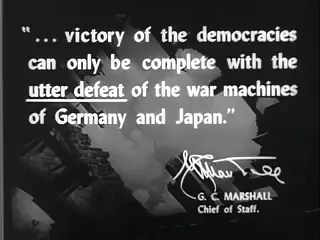 “... victory of the democracies
can only be complete with the
utter defeat of the war machines
of Germany and Japan.”
G. C. MARSHALL
Chief of Staff.